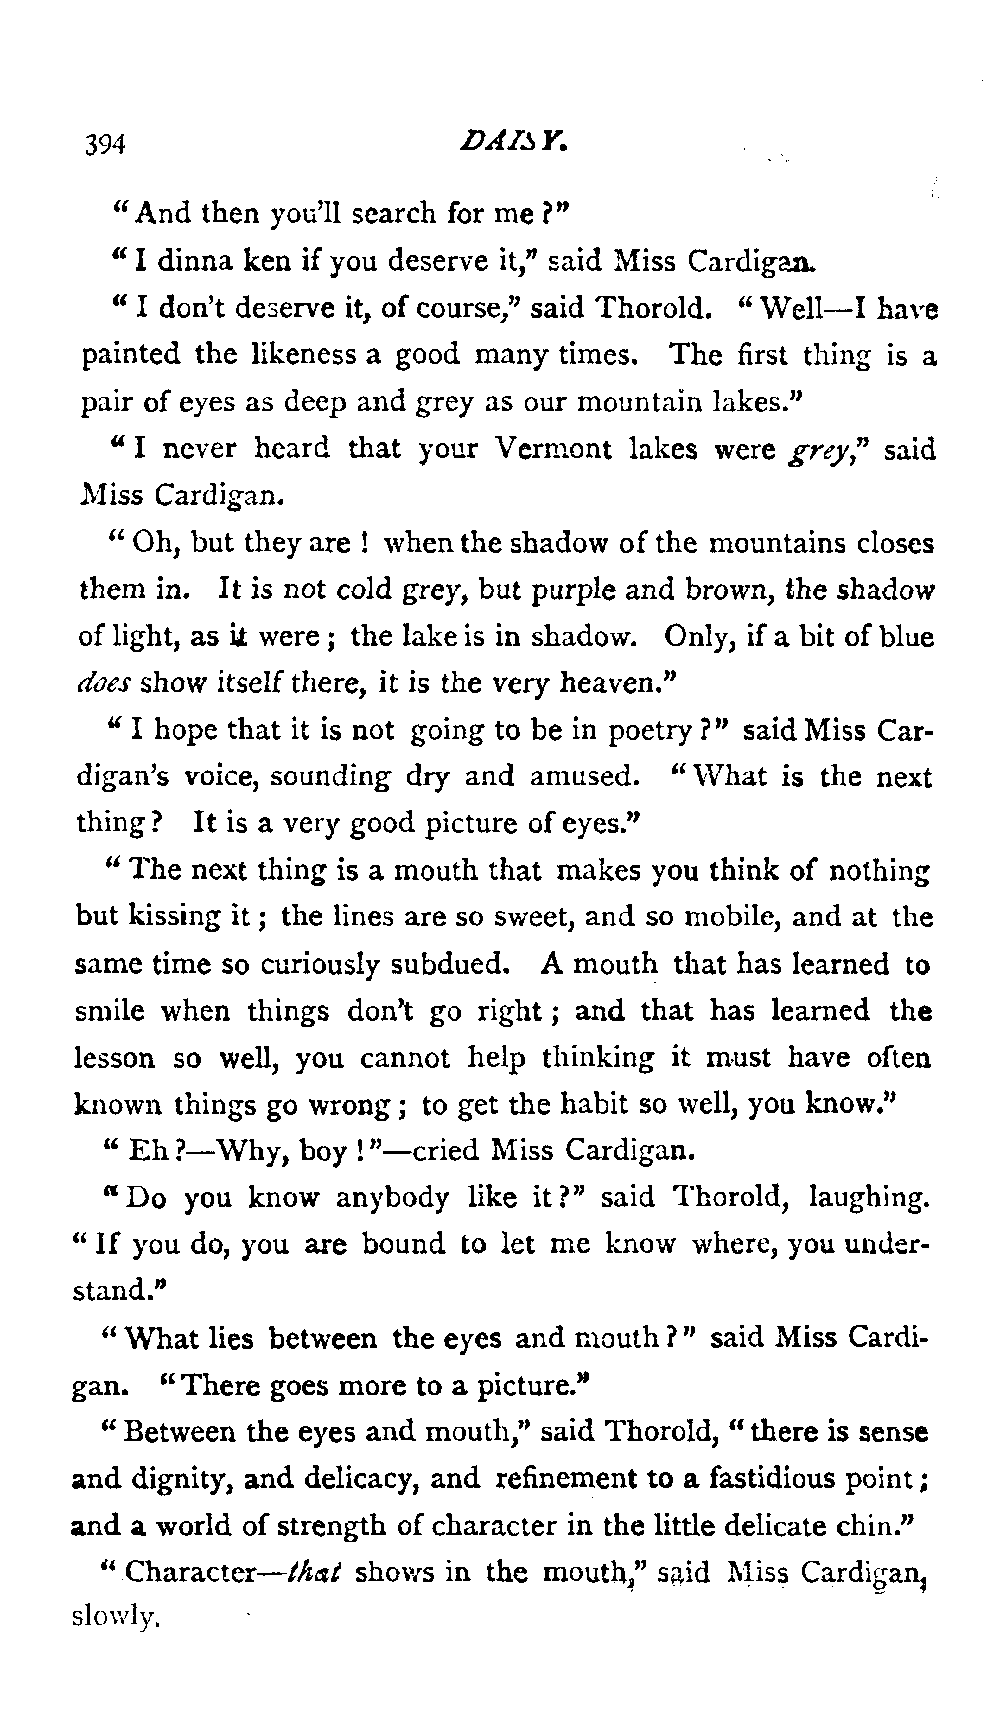 394 DAISY.
"And then you'll search for me?"
"I dinna ken if you deserve it," said Miss Cardigan.
"I don't deserve it, of course," said Thorold. "Well—I have
painted the likeness a good many times. The first thing is a
pair of eyes as deep and grey as our mountain lakes."
"I never heard that your Vermont lakes were grey," said
Miss Cardigan.
"Oh, but they are! when the shadow of the mountains closes
them in. It is not cold grey, but purple and brown, the shadow
of light, as it were; the lake is in shadow. Only, if a bit of blue
does show itself there, it is the very heaven."
"I hope that it is not going to be in poetry?" said Miss Car-
digan's voice, sounding dry and amused. "What is the next
thing? It is a very good picture of eyes."
"The next thing is a mouth that makes you think of nothing
but kissing it; the lines are so sweet, and so mobile, and at the
same time so curiously subdued. A mouth that has learned to
smile when things don't go right; and that has learned the
lesson so well, you cannot help thinking it must have often
known things go wrong; to get the habit so well, you know."
"Eh?—Why, boy!"—cried Miss Cardigan.
"Do you know anybody like it?" said Thorold, laughing.
"If you do, you are bound to let me know where, you under-
stand."
"What lies between the eyes and mouth?" said Miss Cardi-
gan. "There goes more to a picture."
"Between the eyes and mouth," said Thorold, "there is sense
and dignity, and delicacy, and refinement to a fastidious point;
and a world of strength of character in the little delicate chin."
"Character—that shows in the mouth," said Miss Cardigan,
slowly.